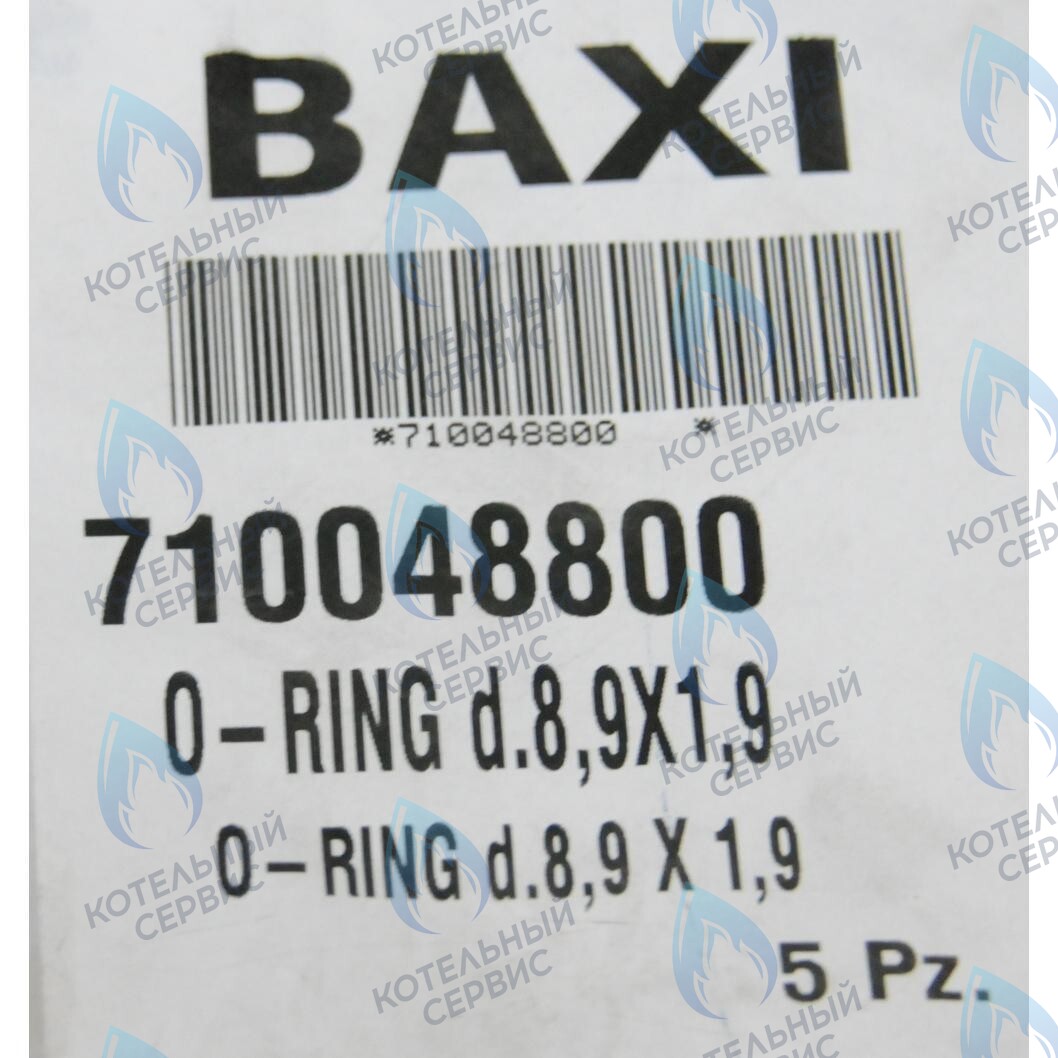 BAXI
*710048800 *
710048800
O-RING d.8,9X1,9
O-RING d.8,9 X 1,9
5 Pz.
КОТЕЛЬНЫЙ
СЕРВИС